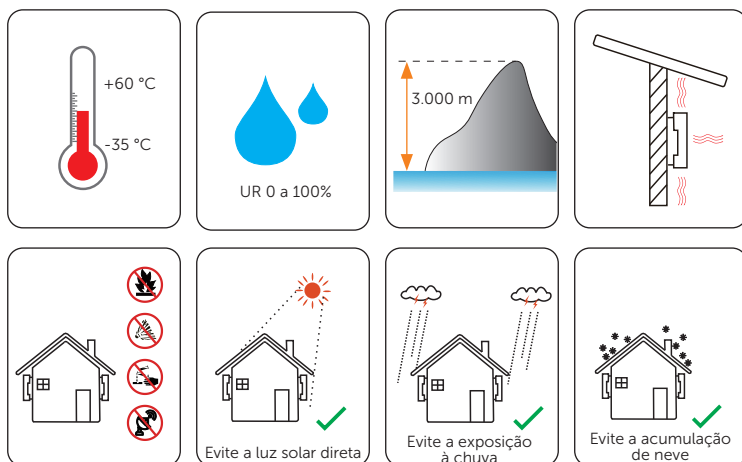 +60 °C
-35 °C
UR 0 a 100%
3.000 m
Evite a luz solar direta
Evite a exposição
à chuva
Evite a acumulação
de neve